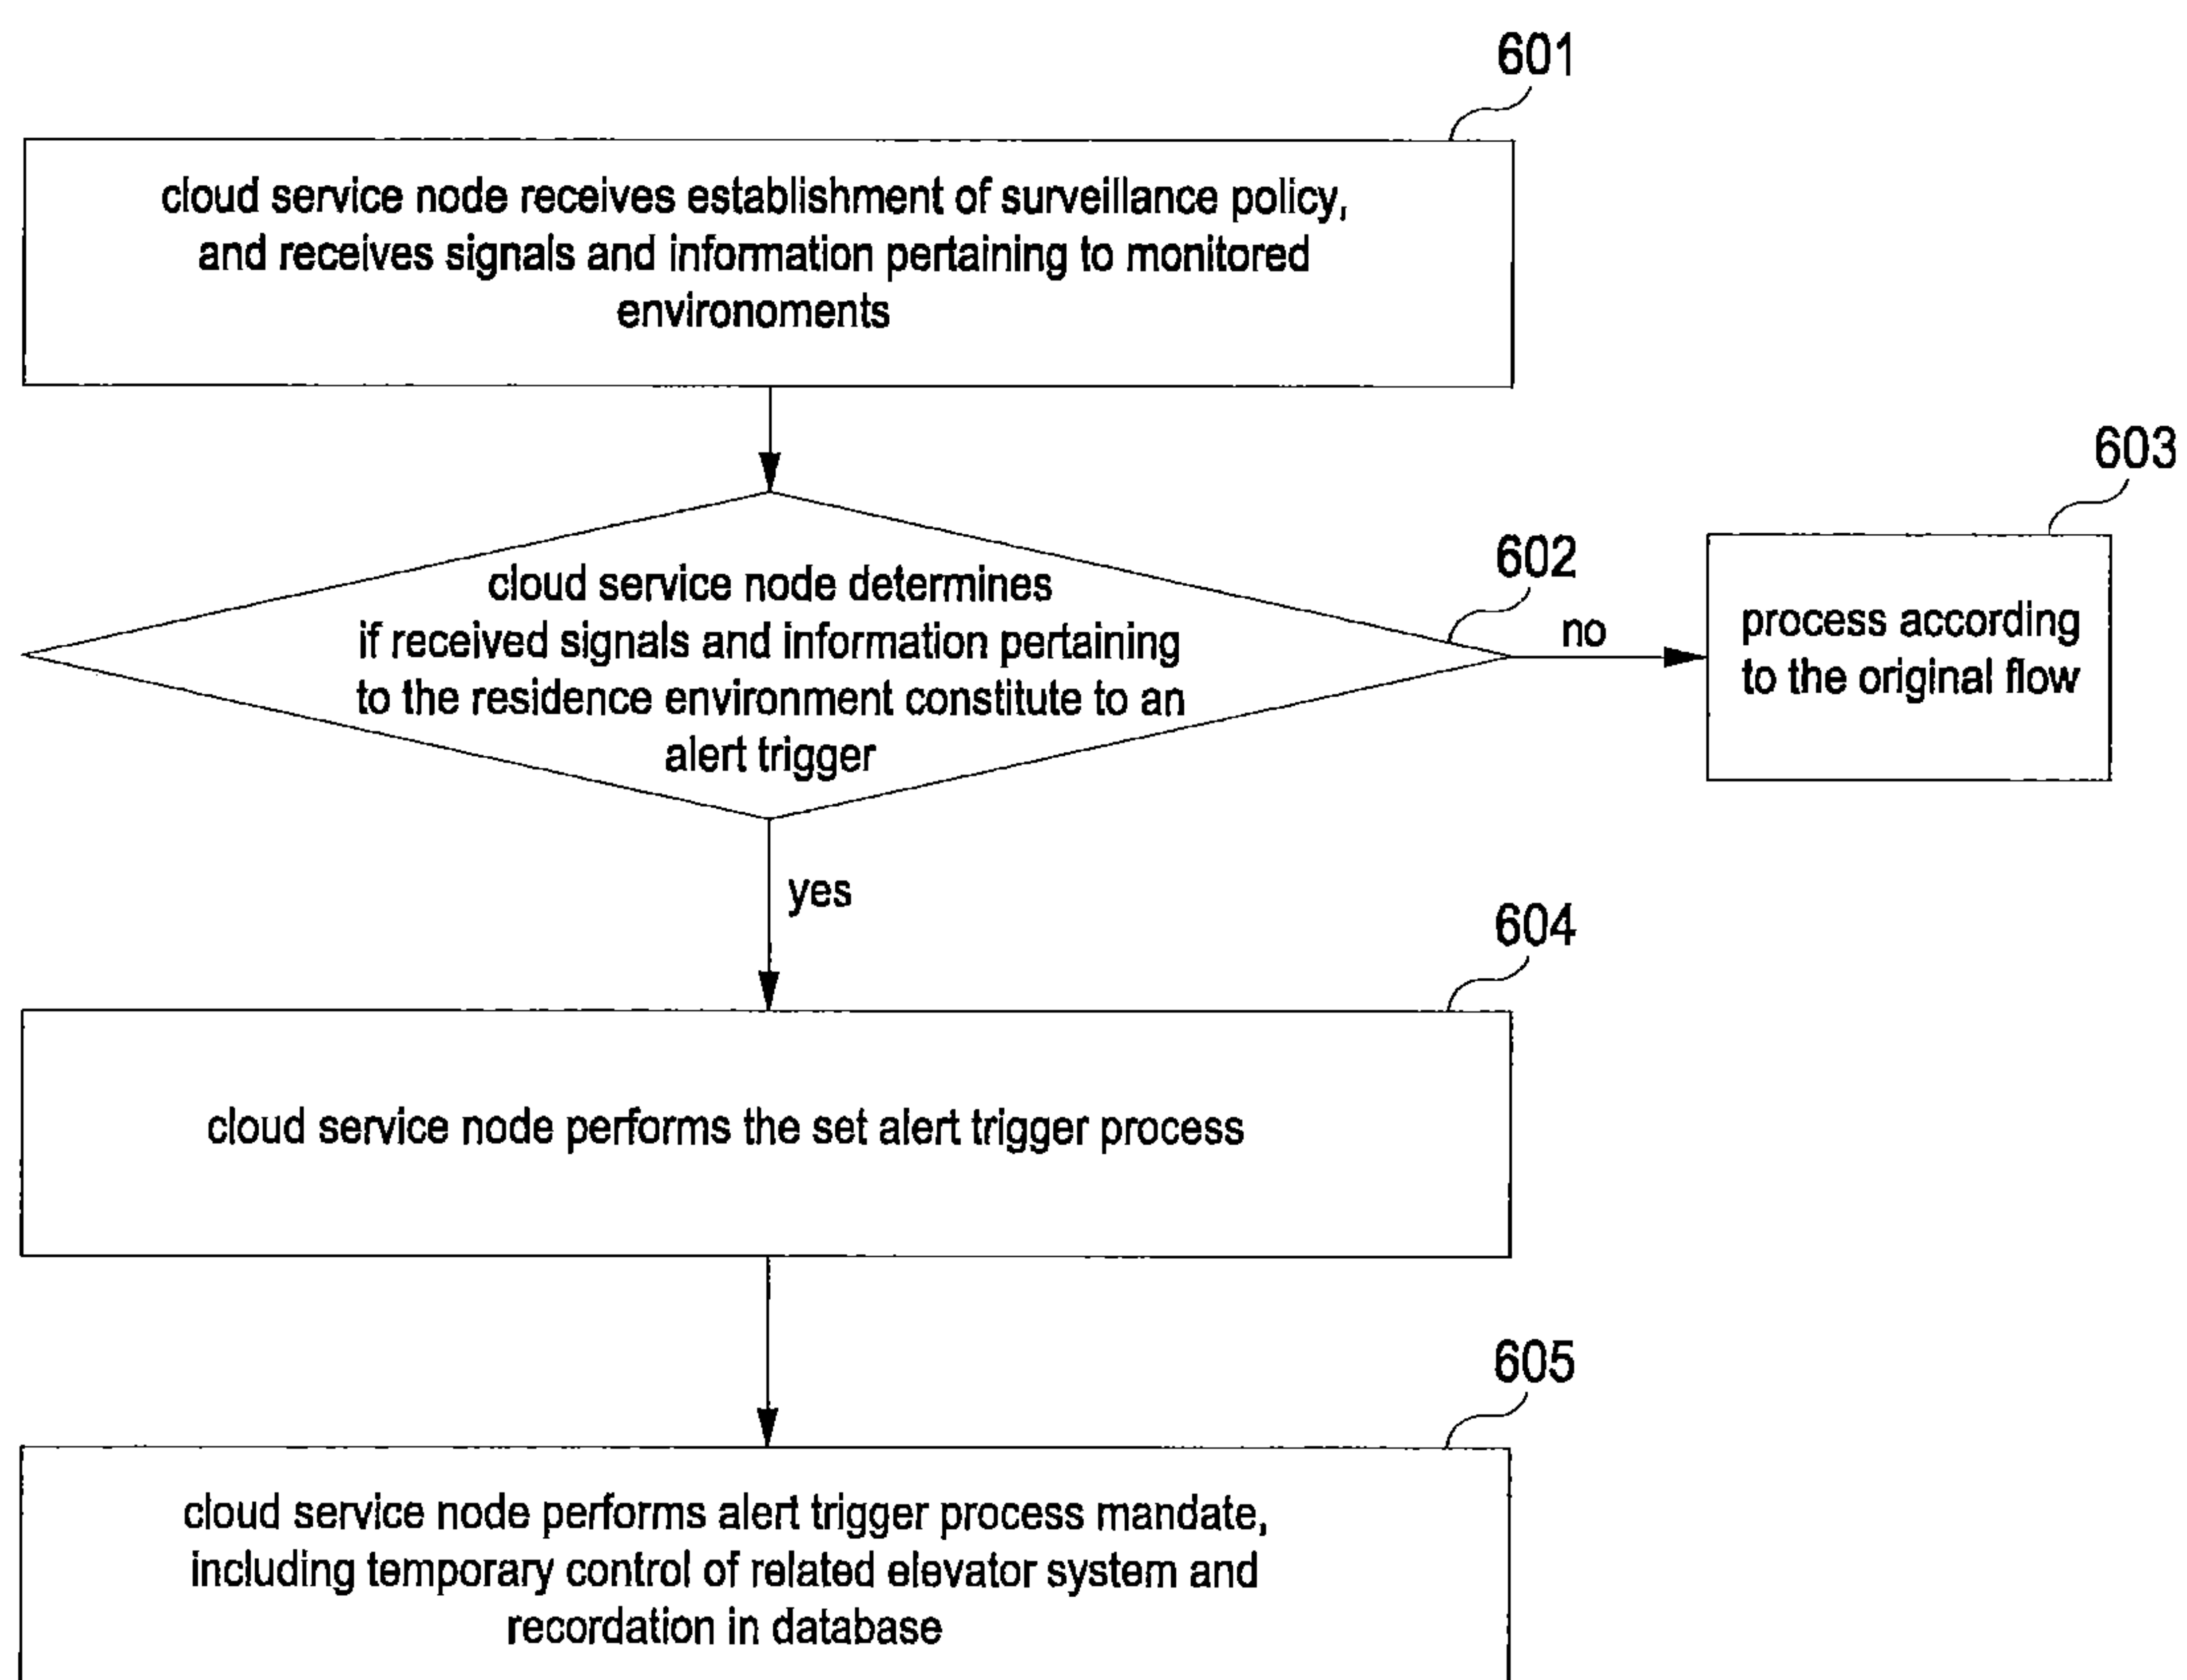 601
cloud service node receives establishment of surveillance policy,
and receives signals and information pertaining to monitored
environoments
603
602
cloud service node determines
if received signals and information pertaining
to the residence environment constitute to an
alert trigger
no
process according
to the original flow
yes
604
cloud service node performs the set alert trigger process
605
cloud service node performs alert trigger process mandate,
including temporary control of related elevator system and
recordation in database